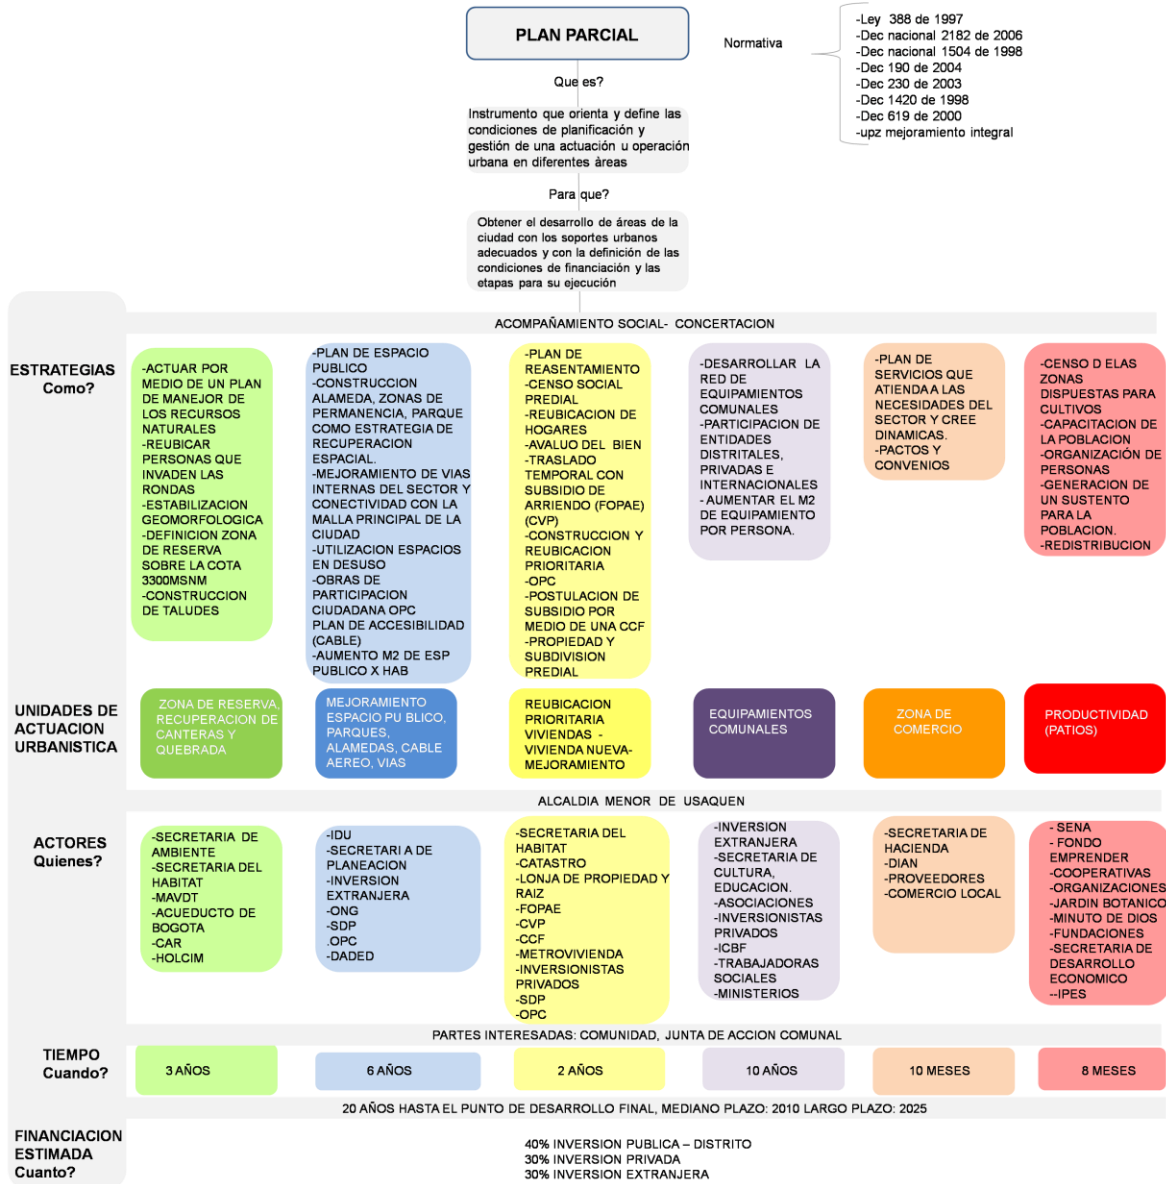 PLAN PARCIAL
Normativa
-Ley 388 de 1997
-Dec nacional 2182 de 2006
-Dec nacional 1504 de 1998
-Dec 190 de 2004
-Dec 230 de 2003
-Dec 1420 de 1998
-Dec 619 de 2000
-upz mejoramiento integral
Que es?
Instrumento que orienta y define las
condiciones de planificación y
gestión de una actuación u operación
urbana en diferentes àreas
Para que?
Obtener el desarrollo de áreas de la
ciudad con los soportes urbanos
adecuados y con la definición de las
condiciones de financiación y las
etapas para su ejecución
ACOMPAÑAMIENTO SOCIAL- CONCERTACION
ESTRATEGIAS
Como?
-ACTUAR POR
MEDIO DE UN PLAN
DE MANEJOR DE
LOS RECURSOS
NATURALES
-REUBICAR
PERSONAS QUE
INVADEN LAS
RONDAS
-ESTABILIZACION
GEOMORFOLOGICA
-DEFINICION ZONA
DE RESERVA
SOBRE LA COTA
3300MSNM
-CONSTRUCCION
DE TALUDES
-PLAN DE ESPACIO
PUBLICO
-CONSTRUCCION
ALAMEDA, ZONAS DE
PERMANENCIA, PARQUE
COMO ESTRATEGIA DE
RECUPERACION
ESPACIAL.
-MEJORAMIENTO DE VIAS
INTERNAS DEL SECTOR Y
CONECTIVIDAD CON LA
MALLA PRINCIPAL DE LA
CIUDAD
-UTILIZACION ESPACIOS
EN DESUSO
-OBRAS DE
PARTICIPACION
CIUDADANA OPC
PLAN DE ACCESIBILIDAD
(CABLE)
-AUMENTO M2 DE ESP
PUBLICO X HAB
-PLAN DE
REASENTAMIENTO
-CENSO SOCIAL
PREDIAL
-REUBICACION DE
HOGARES
-AVALUO DEL BIEN
-TRASLADO
TEMPORAL CON
SUBSIDIO DE
ARRIENDO (FOPAE)
(CVP)
-CONSTRUCCION Y
REUBICACION
PRIORITARIA
-OPC
-POSTULACION DE
SUBSIDIO POR
MEDIO DE UNA CCF
-PROPIEDAD Y
SUBDIVISION
PREDIAL
-DESARROLLAR LA
RED DE
EQUIPAMIENTOS
COMUNALES
-PARTICIPACION DE
ENTIDADES
DISTRITALES,
PRIVADAS E
INTERNACIONALES
- AUMENTAR EL M2
DE EQUIPAMIENTO
POR PERSONA.
-PLAN DE
SERVICIOS QUE
ATIENDA A LAS
NECESIDADES DEL
SECTOR Y CREE
DINAMICAS.
-PACTOS Y
CONVENIOS
-CENSO D ELAS
ZONAS
DISPUESTAS PARA
CULTIVOS
-CAPACITACION DE
LA POBLACION
-ORGANIZACIÓN DE
PERSONAS
-GENERACION DE
UN SUSTENTO
PARA LA
POBLACION.
-REDISTRIBUCION
UNIDADES DE
ACTUACION
URBANISTICA
ZONA DE RESERVA,
RECUPERACION DE
CANTERAS Y
QUEBRADA
MEJORAMIENTO
ESPACIO PU BLICO,
PARQUES,
ALAMEDAS, CABLE
AEREO, VIAS
REUBICACION
PRIORITARIA
VIVIENDAS -
VIVIENDA NUEVA-
MEJORAMIENTO
EQUIPAMIENTOS
COMUNALES
ZONA DE
COMERCIO
PRODUCTIVIDAD
(PATIOS)
ALCALDIA MENOR DE USAQUEN
ACTORES
Quienes?
-SECRETARIA DE
AMBIENTE
-SECRETARIA DEL
HABITAT
-MAVDT
-ACUEDUCTO DE
BOGOTA
-CAR
-HOLCIM
-IDU
-SECRETARI A DE
PLANEACION
-INVERSION
EXTRANJERA
-ONG
-SDP
.OPC
-DADED
-SECRETARIA DEL
HABITAT
-CATASTRO
-LONJA DE PROPIEDAD Y
RAIZ
-FOPAE
-CVP
-CCF
-METROVIVIENDA
-INVERSIONISTAS
PRIVADOS
-SDP
-OPC
-INVERSION
EXTRANJERA
-SECRETARIA DE
CULTURA,
EDUCACION.
-ASOCIACIONES
-INVERSIONISTAS
PRIVADOS
-ICBF
-TRABAJADORAS
SOCIALES
-MINISTERIOS
-SECRETARIA DE
HACIENDA
-DIAN
-PROVEEDORES
-COMERCIO LOCAL
- SENA
- FONDO
EMPRENDER
-COOPERATIVAS
-ORGANIZACIONES
-JARDIN BOTANICO
-MINUTO DE DIOS
-FUNDACIONES
-SECRETARIA DE
DESARROLLO
ECONOMICO
--IPES
PARTES INTERESADAS: COMUNIDAD, JUNTA DE ACCION COMUNAL
TIEMPO
Cuando?
3 AÑOS
6 AÑOS
2 AÑOS
10 AÑOS
10 MESES
8 MESES
20 AÑOS HASTA EL PUNTO DE DESARROLLO FINAL, MEDIANO PLAZO: 2010 LARGO PLAZO: 2025
FINANCIACION
ESTIMADA
Cuanto?
40% INVERSION PUBLICA – DISTRITO
30% INVERSION PRIVADA
30% INVERSION EXTRANJERA